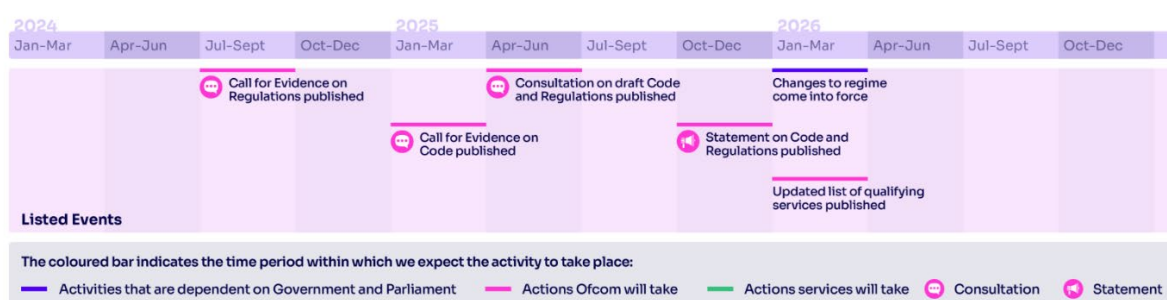 2024 2025 2026
Jan-Mar Apr-Jun Jul-Sept Oct-Dec Jan-Mar Apr-Jun Jul-Sept Oct-Dec Jan-Mar Apr-Jun Jul-Sept Oct-Dec
Call for Evidence on
Regulations published
Consultation on draft Code
and Regulations published
Changes to regime
come into force
Call for Evidence on
Code published
Statement on Code and
Regulations published
Updated list of qualifying
services published
Listed Events
The coloured bar indicates the time period within which we expect the activity to take place:
Activities that are dependent on Government and Parliament Actions Ofcom will take Actions services will take Consultation Statement